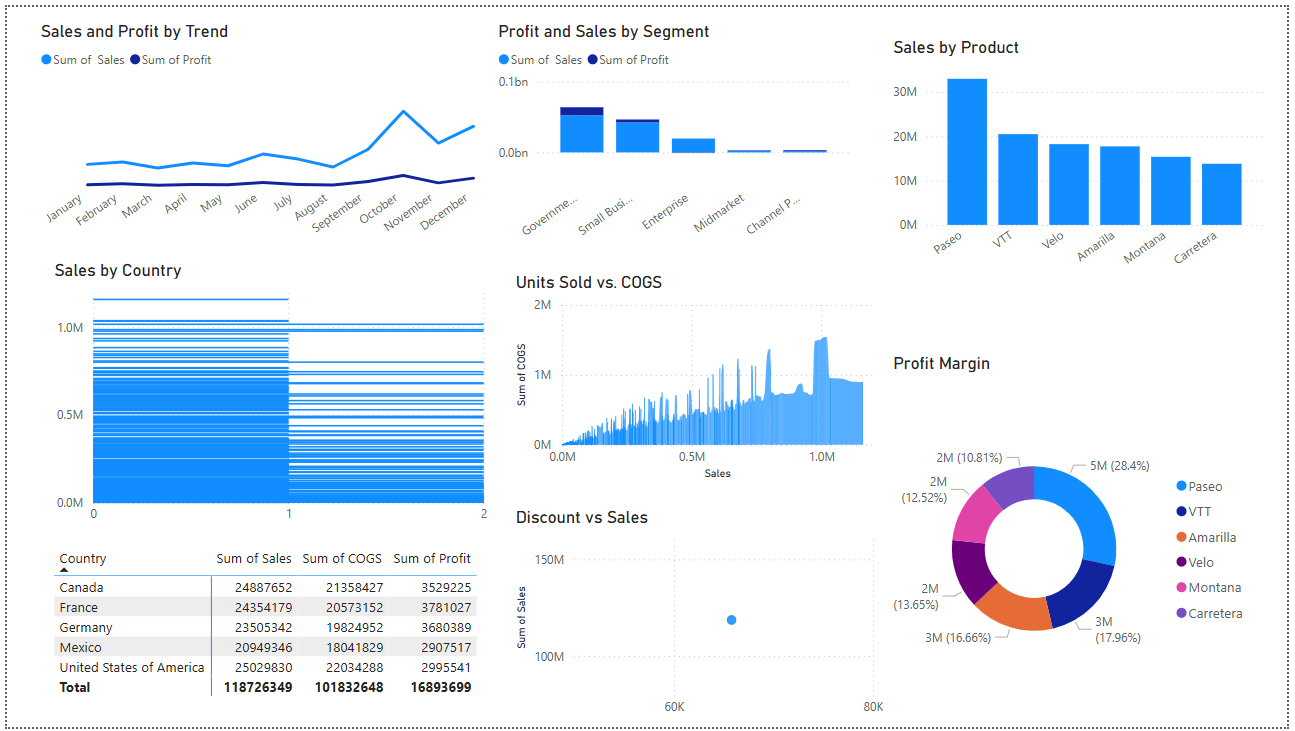 Sales and Profit by Trend
Sum of Sales Sum of Profit
January
February
March
April
May
June
July
August
September
October
November
December
Profit and Sales by Segment
Sum of Sales Sum of Profit
0.1bn
0.0bn
Governme...
Small Busi...
Enterprise
Midmarket
Channel P...
Sales by Product
30M
20M
10M
0M
Paseo
VTT
Velo
Amarilla
Montana
Carretera
Sales by Country
1.0M
0.5M
0.0M
0 1 2
Units Sold vs. COGS
Sum of COGS
2M
1M
0M
0.0M 0.5M 1.0M
Sales
Profit Margin
2M (10.81%)
2M
(12.52%)
2M
(13.65%)
3M (16.66%)
3M
(17.96%)
5M (28.4%)
Paseo
VTT
Amarilla
Velo
Montana
Carretera
Country Sum of Sales Sum of COGS Sum of Profit
Canada 24887652 21358427 3529225
France 24354179 20573152 3781027
Germany 23505342 19824952 3680389
Mexico 20949346 18041829 2907517
United States of America 25029830 22034288 2995541
Total 118726349 101832648 16893699
Discount vs Sales
Sum of Sales
150M
100M
60K 80K